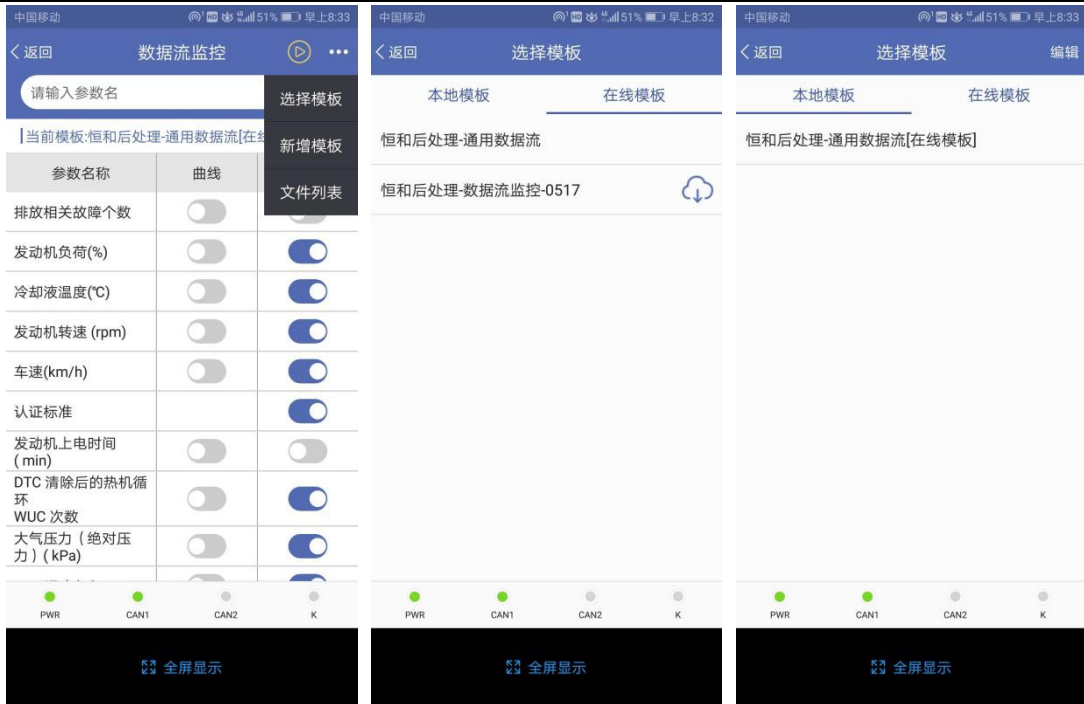 中国移动
51% 早上8:33
返回
数据流监控
请输入参数名
选择模板
新增模板
文件列表
当前模板:恒和后处理-通用数据流[在
参数名称
曲线
排放相关故障个数
发动机负荷(%)
冷却液温度(℃)
发动机转速 (rpm)
车速(km/h)
认证标准
发动机上电时间
( min)
DTC 清除后的热机循
环
WUC 次数
大气压力（绝对压
力）( kPa)
PWR
CAN1
CAN2
K
全屏显示
中国移动
51% 早上8:32
返回
选择模板
本地模板
在线模板
恒和后处理-通用数据流
恒和后处理-数据流监控-0517
PWR
CAN1
CAN2
K
全屏显示
中国移动
51% 早上8:33
返回
选择模板
编辑
本地模板
在线模板
恒和后处理-通用数据流[在线模板]
PWR
CAN1
CAN2
K
全屏显示